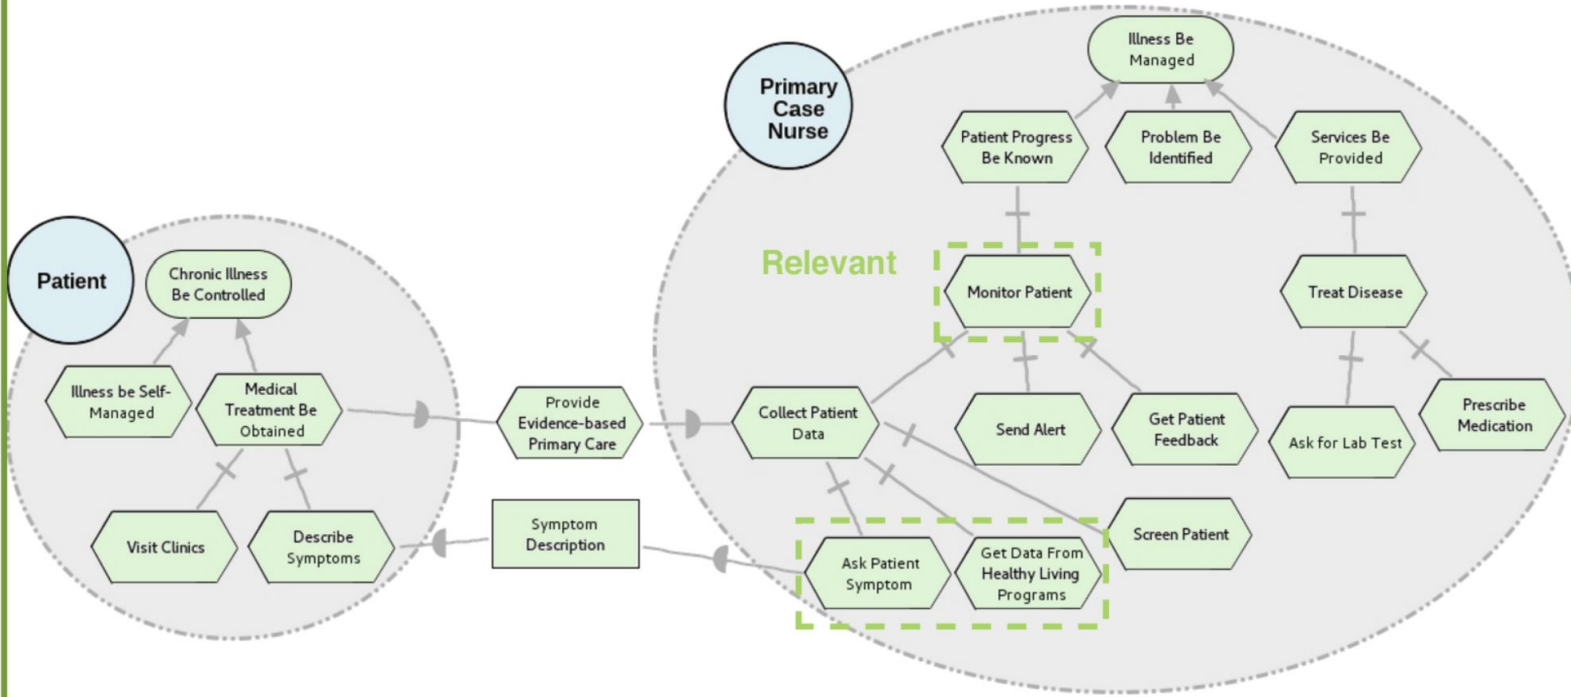 Illness Be
Managed
Primary
Case
Nurse
Patient Progress
Be Known
Problem Be
Identified
Services Be
Provided
Relevant
Patient
Chronic Illness
Be Controlled
Monitor Patient
Treat Disease
Illness be Self-
Managed
Medical
Treatment Be
Obtained
Provide
Evidence-based
Primary Care
Collect Patient
Data
Send Alert
Get Patient
Feedback
Ask for Lab Test
Prescribe
Medication
Visit Clinics
Describe
Symptoms
Symptom
Description
Ask Patient
Symptom
Get Data From
Healthy Living
Programs
Screen Patient